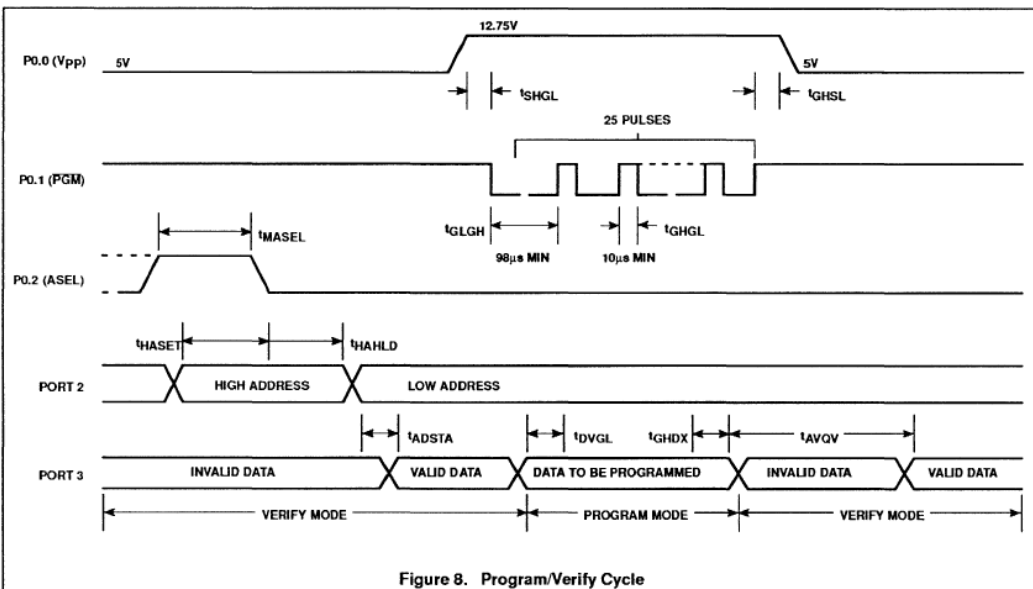 12.75V
P0.0 (VPP)
5V
5V
tSHGL
tGHSL
25 PULSES
P0.1 (PGM)
tGLGH
tGHGL
98µs MIN
10µs MIN
tMASEL
P0.2 (ASEL)
tHASET
tHAHLD
PORT 2
HIGH ADDRESS
LOW ADDRESS
tADSTA
tDVGL
tGHDX
tAVQV
PORT 3
INVALID DATA
VALID DATA
DATA TO BE PROGRAMMED
INVALID DATA
VALID DATA
VERIFY MODE
PROGRAM MODE
VERIFY MODE
Figure 8. Program/Verify Cycle